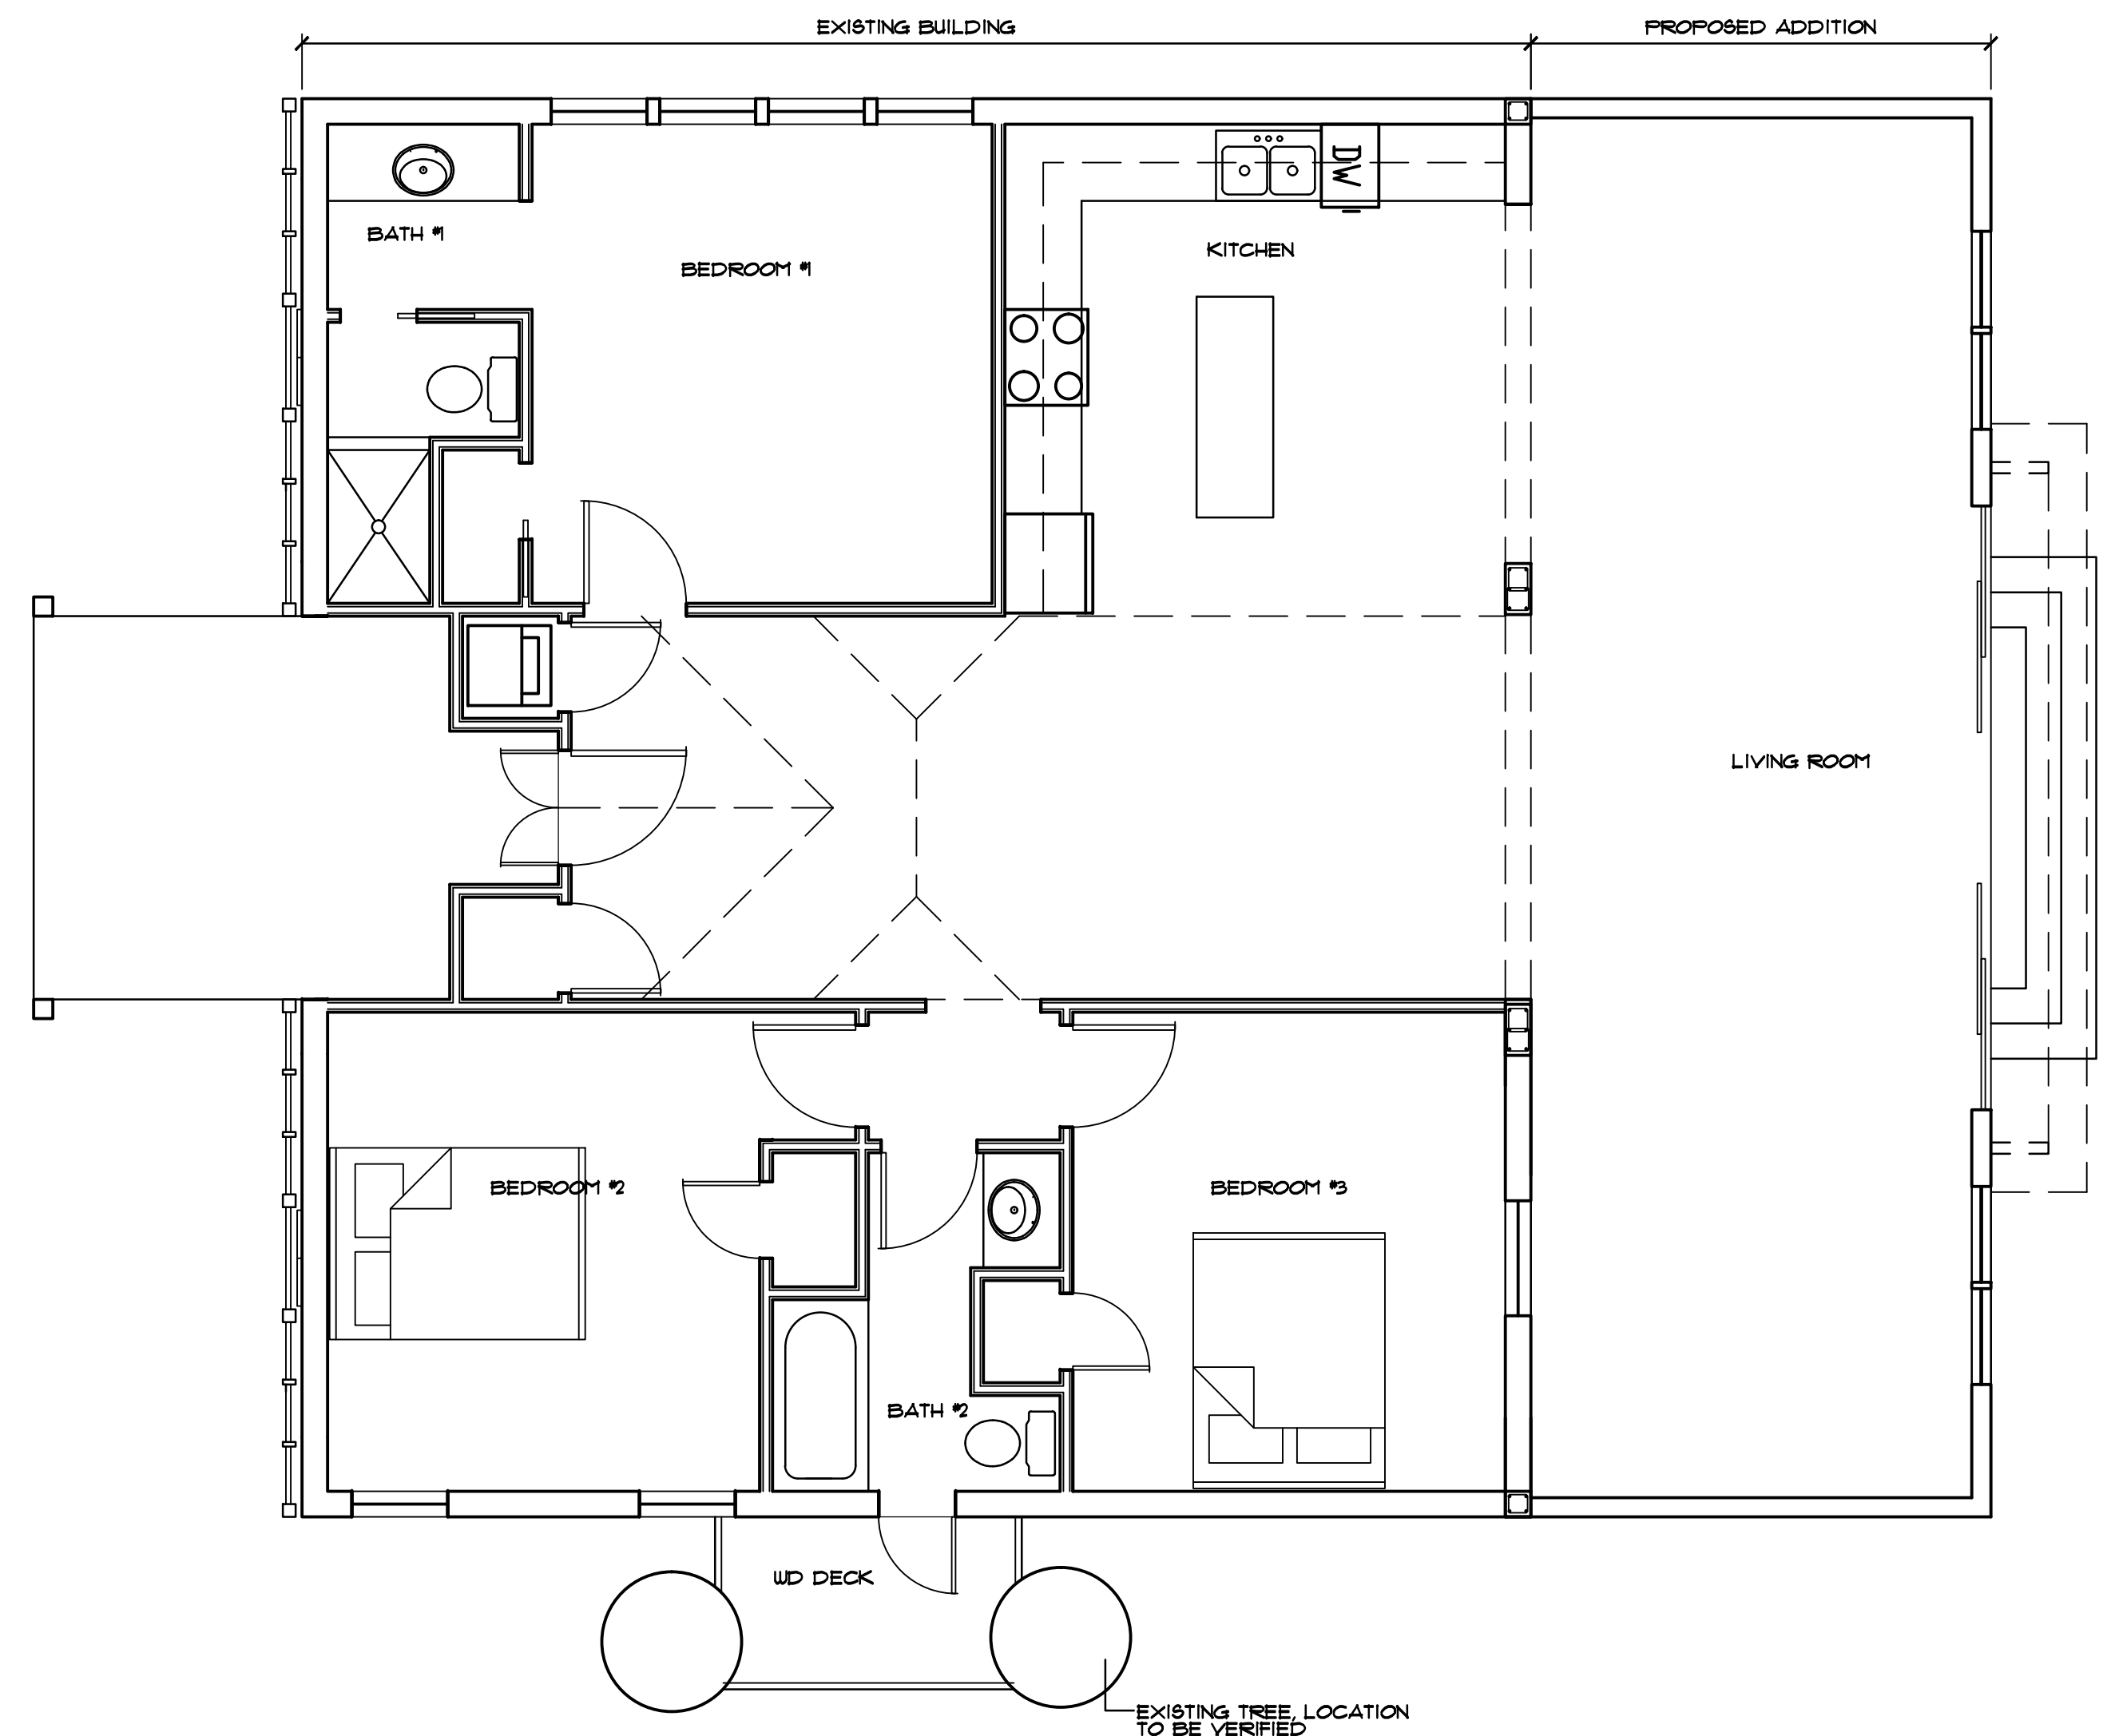 EXISTING BUILDING
PROPOSED ADDITION
DW
BATH #1
KITCHEN
BEDROOM #1
LIVING ROOM
BEDROOM #2
BEDROOM #3
BATH #2
WD DECK
EXISTING TREE, LOCATION
TO BE VERIFIED